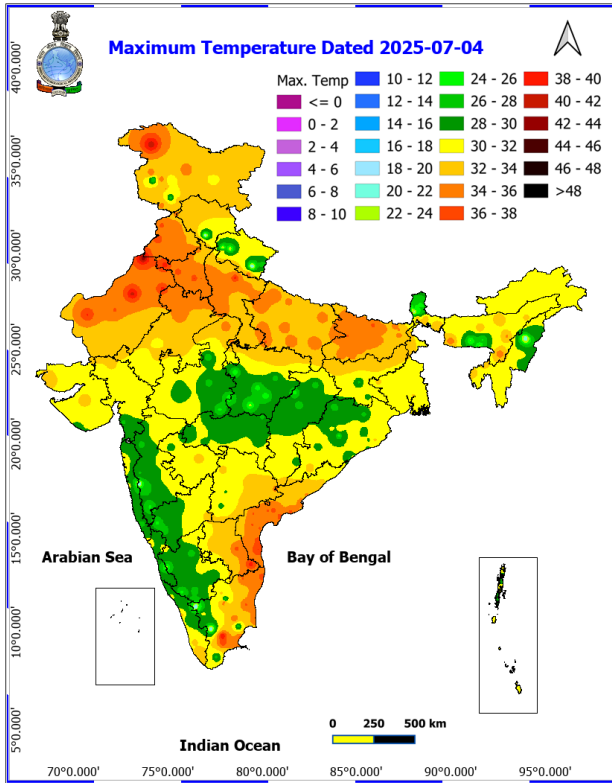 Maximum Temperature Dated 2025-07-04
Max. Temp
<= 0
0 - 2
2 - 4
4 - 6
6 - 8
8 - 10
10 - 12
12 - 14
14 - 16
16 - 18
18 - 20
20 - 22
22 - 24
24 - 26
26 - 28
28 - 30
30 - 32
32 - 34
34 - 36
36 - 38
38 - 40
40 - 42
42 - 44
44 - 46
46 - 48
>48
40°0.000'
35°0.000'
30°0.000'
25°0.000'
20°0.000'
15°0.000'
10°0.000'
5°0.000'
Arabian Sea
Bay of Bengal
Indian Ocean
0 250 500 km
70°0.000' 75°0.000' 80°0.000' 85°0.000' 90°0.000' 95°0.000'